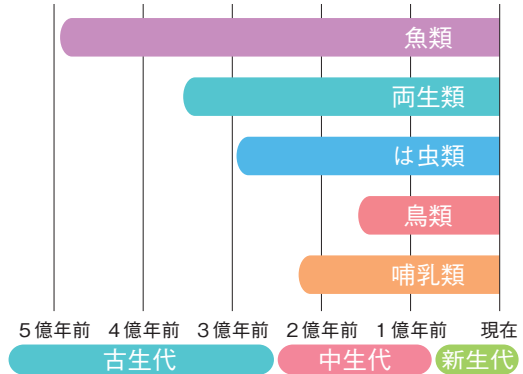 魚類
両生類
は虫類
鳥類
哺乳類
5億年前 4億年前 3億年前 2億年前 1億年前 現在
古生代 中生代 新生代